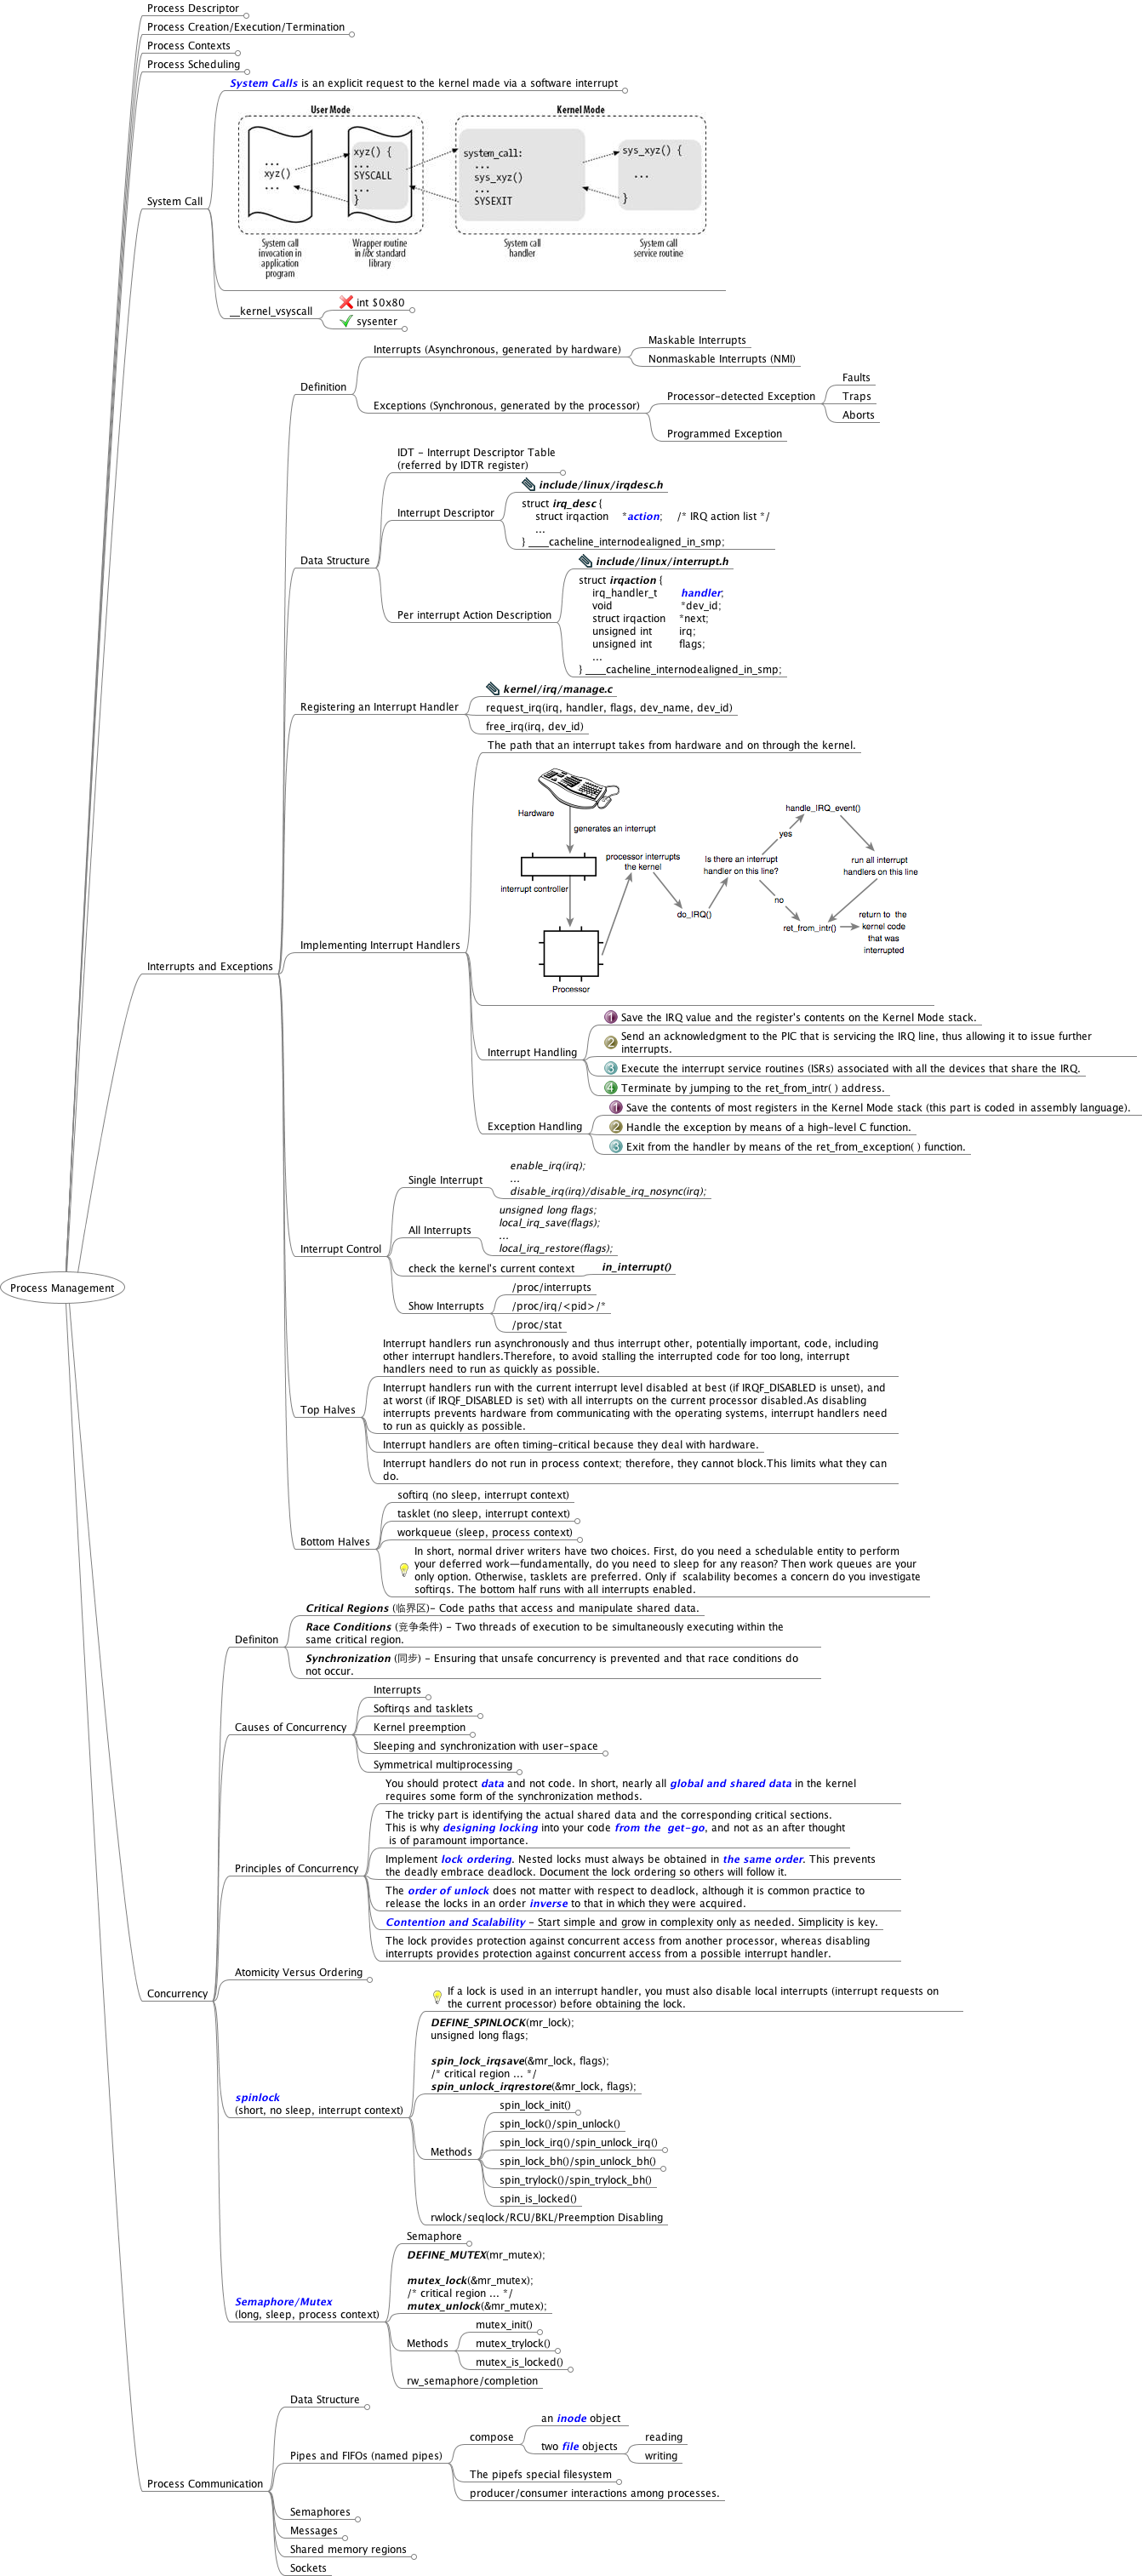 Process Descriptor
Process Creation/Execution/Termination
Process Contexts
Process Scheduling
System Calls is an explicit request to the kernel made via a software interrupt
User Mode
Kernel Mode
...
xyz()
...
xyz() {
...
SYSCALL
...
}
system_call:
...
sys_xyz()
...
SYSEXIT
sys_xyz() {
...
}
System Call
System call
invocation in
application
program
Wrapper routine
in libc standard
library
System call
handler
System call
service routine
__kernel_vsyscall
int $0x80
sysenter
Interrupts and Exceptions
Definition
Interrupts (Asynchronous, generated by hardware)
Maskable Interrupts
Nonmaskable Interrupts (NMI)
Exceptions (Synchronous, generated by the processor)
Processor-detected Exception
Faults
Traps
Aborts
Programmed Exception
Data Structure
IDT - Interrupt Descriptor Table
(referred by IDTR register)
Interrupt Descriptor
include/linux/irqdesc.h
struct irq_desc {
struct irqaction *action; /* IRQ action list */
...
} ____cacheline_internodealigned_in_smp;
Per interrupt Action Description
include/linux/interrupt.h
struct irqaction {
irq_handler_t handler;
void *dev_id;
struct irqaction *next;
unsigned int irq;
unsigned int flags;
...
} ____cacheline_internodealigned_in_smp;
Registering an Interrupt Handler
kernel/irq/manage.c
request_irq(irq, handler, flags, dev_name, dev_id)
free_irq(irq, dev_id)
Implementing Interrupt Handlers
The path that an interrupt takes from hardware and on through the kernel.
Hardware
generates an interrupt
interrupt controller
Processor
processor interrupts
the kernel
do_IRQ()
Is there an interrupt
handler on this line?
yes
no
handle_IRQ_event()
run all interrupt
handlers on this line
ret_from_intr()
return to the
kernel code
that was
interrupted
Interrupt Handling
1 Save the IRQ value and the register's contents on the Kernel Mode stack.
2 Send an acknowledgment to the PIC that is servicing the IRQ line, thus allowing it to issue further
interrupts.
3 Execute the interrupt service routines (ISRs) associated with all the devices that share the IRQ.
4 Terminate by jumping to the ret_from_intr( ) address.
Exception Handling
1 Save the contents of most registers in the Kernel Mode stack (this part is coded in assembly language).
2 Handle the exception by means of a high-level C function.
3 Exit from the handler by means of the ret_from_exception( ) function.
Interrupt Control
Single Interrupt
enable_irq(irq);
...
disable_irq(irq)/disable_irq_nosync(irq);
All Interrupts
unsigned long flags;
local_irq_save(flags);
...
local_irq_restore(flags);
check the kernel's current context
in_interrupt()
Show Interrupts
/proc/interrupts
/proc/irq/<pid>/*
/proc/stat
Process Management
Top Halves
Interrupt handlers run asynchronously and thus interrupt other, potentially important, code, including
other interrupt handlers.Therefore, to avoid stalling the interrupted code for too long, interrupt
handlers need to run as quickly as possible.
Interrupt handlers run with the current interrupt level disabled at best (if IRQF_DISABLED is unset), and
at worst (if IRQF_DISABLED is set) with all interrupts on the current processor disabled.As disabling
interrupts prevents hardware from communicating with the operating systems, interrupt handlers need
to run as quickly as possible.
Interrupt handlers are often timing-critical because they deal with hardware.
Interrupt handlers do not run in process context; therefore, they cannot block.This limits what they can
do.
Bottom Halves
softirq (no sleep, interrupt context)
tasklet (no sleep, interrupt context)
workqueue (sleep, process context)
In short, normal driver writers have two choices. First, do you need a schedulable entity to perform
your deferred work—fundamentally, do you need to sleep for any reason? Then work queues are your
only option. Otherwise, tasklets are preferred. Only if scalability becomes a concern do you investigate
softirqs. The bottom half runs with all interrupts enabled.
Concurrency
Definiton
Critical Regions (临界区)- Code paths that access and manipulate shared data.
Race Conditions (竞争条件) - Two threads of execution to be simultaneously executing within the
same critical region.
Synchronization (同步) - Ensuring that unsafe concurrency is prevented and that race conditions do
not occur.
Causes of Concurrency
Interrupts
Softirqs and tasklets
Kernel preemption
Sleeping and synchronization with user-space
Symmetrical multiprocessing
Principles of Concurrency
You should protect data and not code. In short, nearly all global and shared data in the kernel
requires some form of the synchronization methods.
The tricky part is identifying the actual shared data and the corresponding critical sections.
This is why designing locking into your code from the get-go, and not as an after thought
is of paramount importance.
Implement lock ordering. Nested locks must always be obtained in the same order. This prevents
the deadly embrace deadlock. Document the lock ordering so others will follow it.
The order of unlock does not matter with respect to deadlock, although it is common practice to
release the locks in an order inverse to that in which they were acquired.
Contention and Scalability - Start simple and grow in complexity only as needed. Simplicity is key.
The lock provides protection against concurrent access from another processor, whereas disabling
interrupts provides protection against concurrent access from a possible interrupt handler.
Atomicity Versus Ordering
spinlock
(short, no sleep, interrupt context)
If a lock is used in an interrupt handler, you must also disable local interrupts (interrupt requests on
the current processor) before obtaining the lock.
DEFINE_SPINLOCK(mr_lock);
unsigned long flags;
spin_lock_irqsave(&mr_lock, flags);
/* critical region ... */
spin_unlock_irqrestore(&mr_lock, flags);
Methods
spin_lock_init()
spin_lock()/spin_unlock()
spin_lock_irq()/spin_unlock_irq()
spin_lock_bh()/spin_unlock_bh()
spin_trylock()/spin_trylock_bh()
spin_is_locked()
rwlock/seqlock/RCU/BKL/Preemption Disabling
Semaphore/Mutex
(long, sleep, process context)
Semaphore
DEFINE_MUTEX(mr_mutex);
mutex_lock(&mr_mutex);
/* critical region ... */
mutex_unlock(&mr_mutex);
Methods
mutex_init()
mutex_trylock()
mutex_is_locked()
rw_semaphore/completion
Process Communication
Data Structure
Pipes and FIFOs (named pipes)
compose
an inode object
two file objects
reading
writing
The pipefs special filesystem
producer/consumer interactions among processes.
Semaphores
Messages
Shared memory regions
Sockets